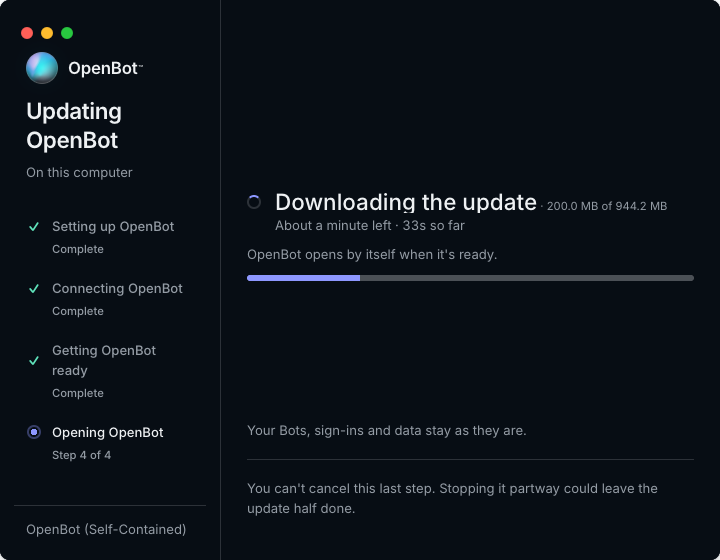 OpenBot™
Updating
OpenBot
On this computer
Setting up OpenBot
Complete
Connecting OpenBot
Complete
Getting OpenBot
ready
Complete
Opening OpenBot
Step 4 of 4
OpenBot (Self-Contained)
Downloading the update · 200.0 MB of 944.2 MB
About a minute left · 33s so far
OpenBot opens by itself when it's ready.
Your Bots, sign-ins and data stay as they are.
You can't cancel this last step. Stopping it partway could leave the
update half done.